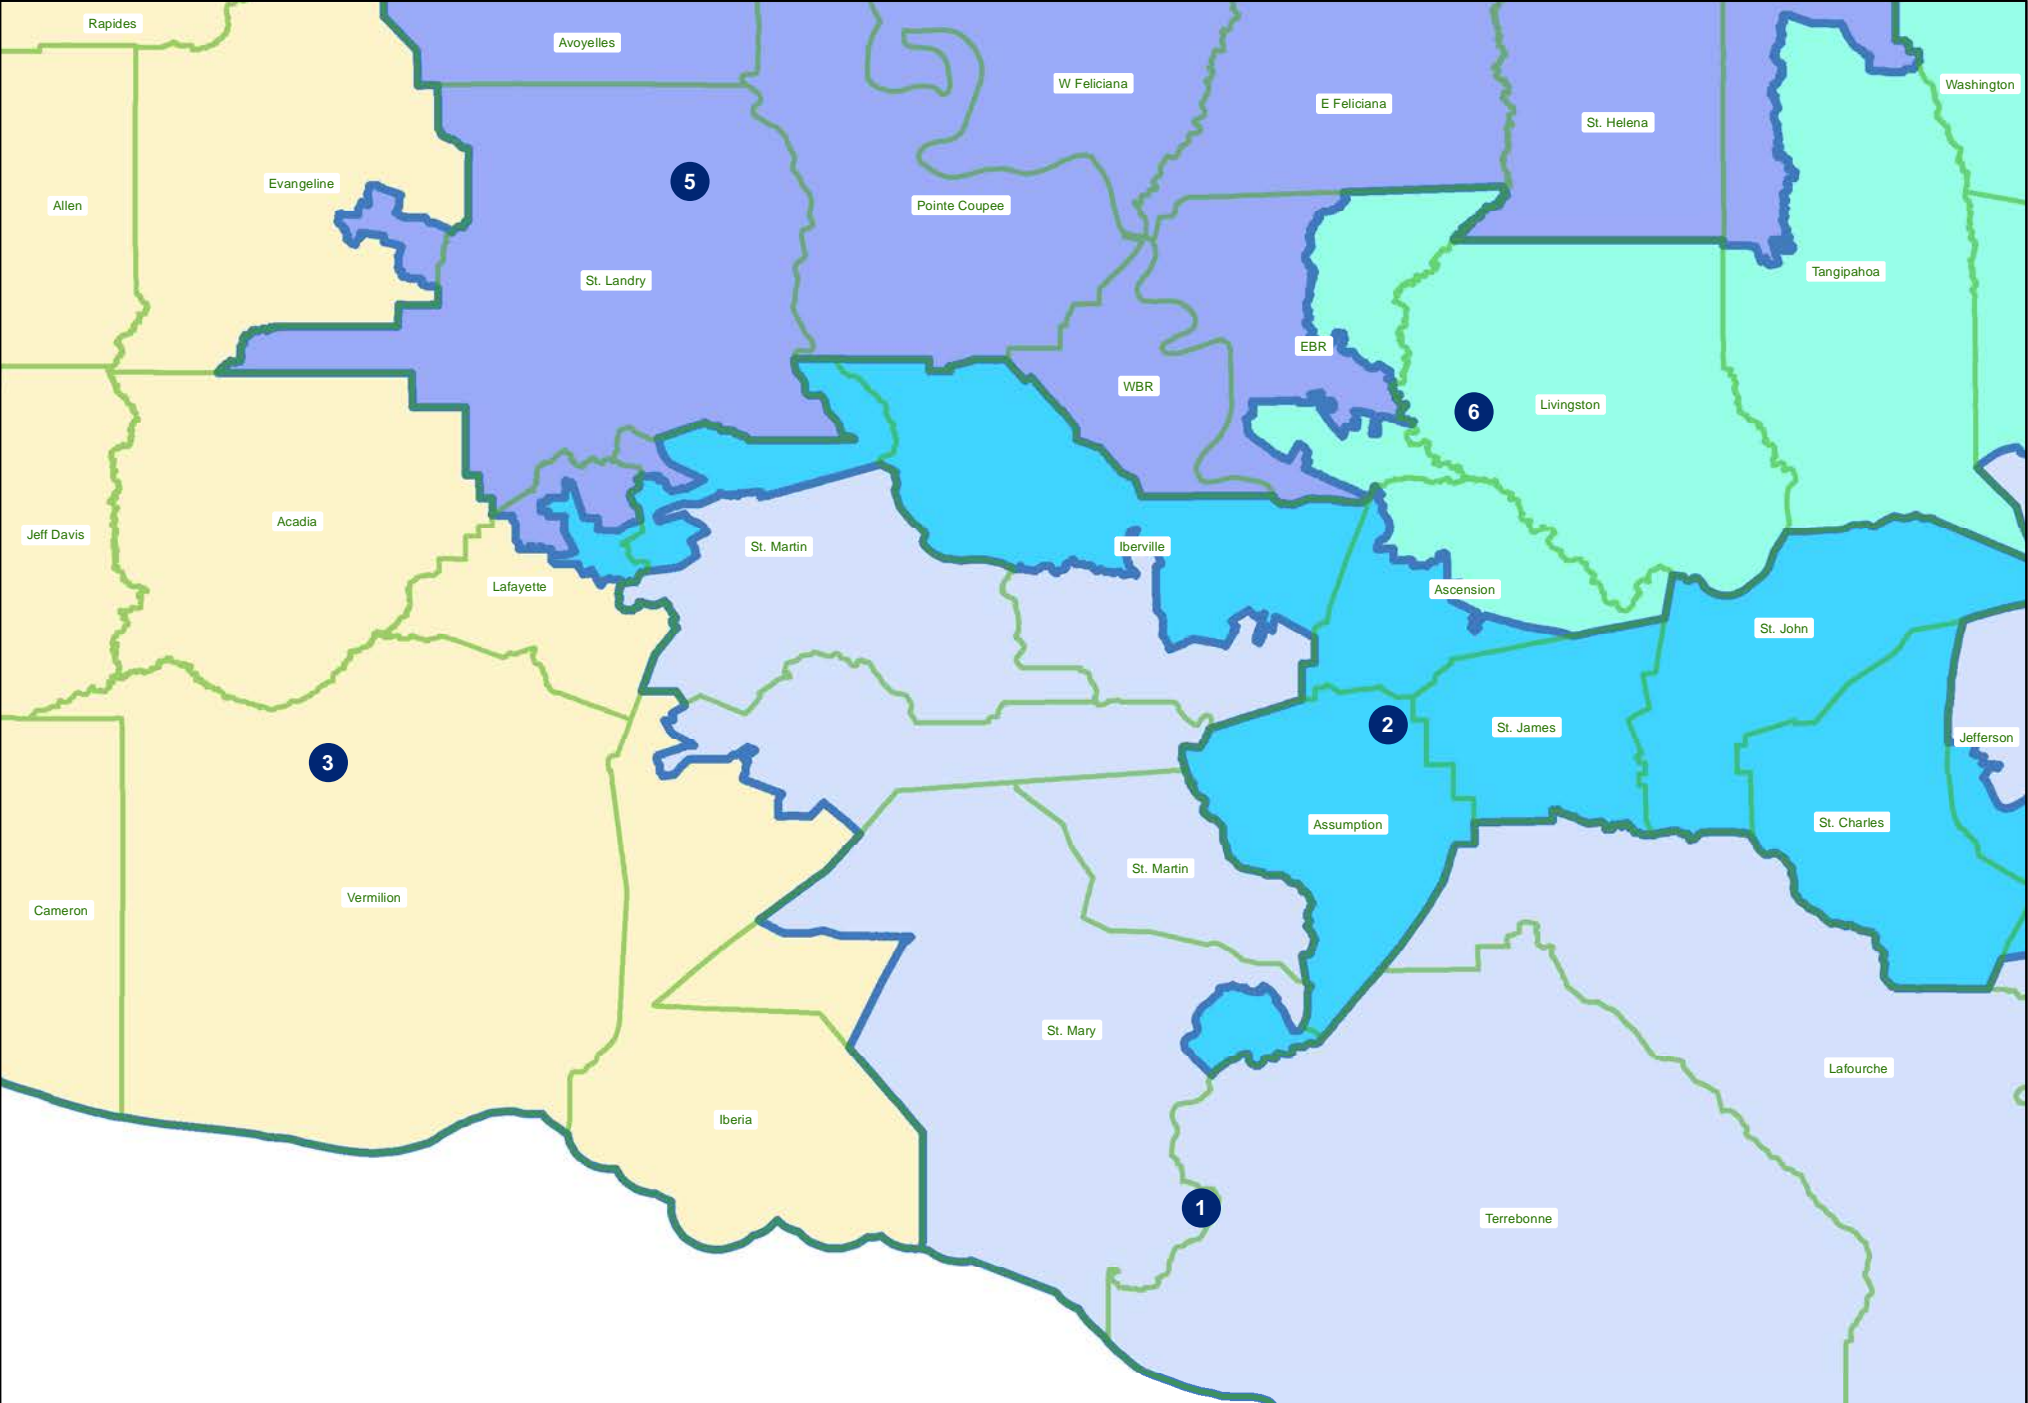 Rapides
Avoyelles
W Feliciana
Washington
E Feliciana
St. Helena
5
Evangeline
Allen
Pointe Coupee
Tangipahoa
St. Landry
EBR
WBR
Livingston
6
Acadia
Jeff Davis
St. Martin
Iberville
Lafayette
Ascension
St. John
2
St. James
Jefferson
3
St. Charles
Assumption
St. Martin
Vermilion
Cameron
St. Mary
Lafourche
Iberia
1
Terrebonne